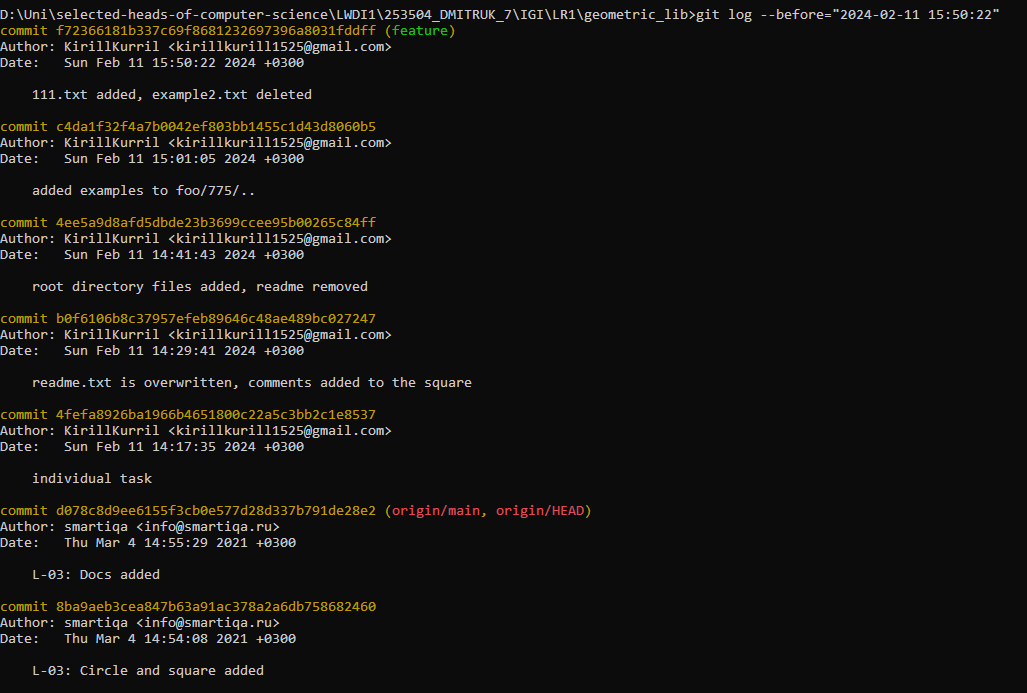 D:\Uni\selected-heads-of-computer-science\LWDI1\253504_DMITRUK_7\IGI\LR1\geometric_lib>git log --before="2024-02-11 15:50:22"
commit f72366181b337c69f8681232697396a8031fddff (feature)
Author: KirillKurril <kirillkurill1525@gmail.com>
Date:   Sun Feb 11 15:50:22 2024 +0300
111.txt added, example2.txt deleted
commit c4da1f32f4a7b0042ef803bb1455c1d43d8060b5
Author: KirillKurril <kirillkurill1525@gmail.com>
Date:   Sun Feb 11 15:01:05 2024 +0300
added examples to foo/775/..
commit 4ee5a9d8afd5dbde23b3699ccee95b00265c84ff
Author: KirillKurril <kirillkurill1525@gmail.com>
Date:   Sun Feb 11 14:41:43 2024 +0300
root directory files added, readme removed
commit b0f6106b8c37957efeb89646c48ae489bc027247
Author: KirillKurril <kirillkurill1525@gmail.com>
Date:   Sun Feb 11 14:29:41 2024 +0300
readme.txt is overwritten, comments added to the square
commit 4fefa8926ba1966b4651800c22a5c3bb2c1e8537
Author: KirillKurril <kirillkurill1525@gmail.com>
Date:   Sun Feb 11 14:17:35 2024 +0300
individual task
commit d078c8d9ee6155f3cb0e577d28d337b791de28e2 (origin/main, origin/HEAD)
Author: smartiqa <info@smartiqa.ru>
Date:   Thu Mar 4 14:55:29 2021 +0300
L-03: Docs added
commit 8ba9aeb3cea847b63a91ac378a2a6db758682460
Author: smartiqa <info@smartiqa.ru>
Date:   Thu Mar 4 14:54:08 2021 +0300
L-03: Circle and square added